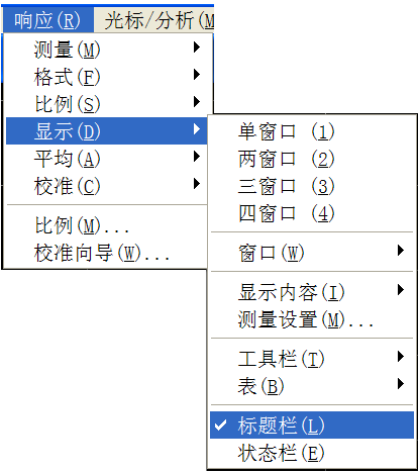 响应(R) 光标/分析(M
测量(M)
格式(F)
比例(S)
显示(D)
平均(A)
校准(C)
比例(M)...
校准向导(W)...
单窗口 (1)
两窗口 (2)
三窗口 (3)
四窗口 (4)
窗口(W)
显示内容(I)
测量设置(M)...
工具栏(T)
表(B)
标题栏(L)
状态栏(E)